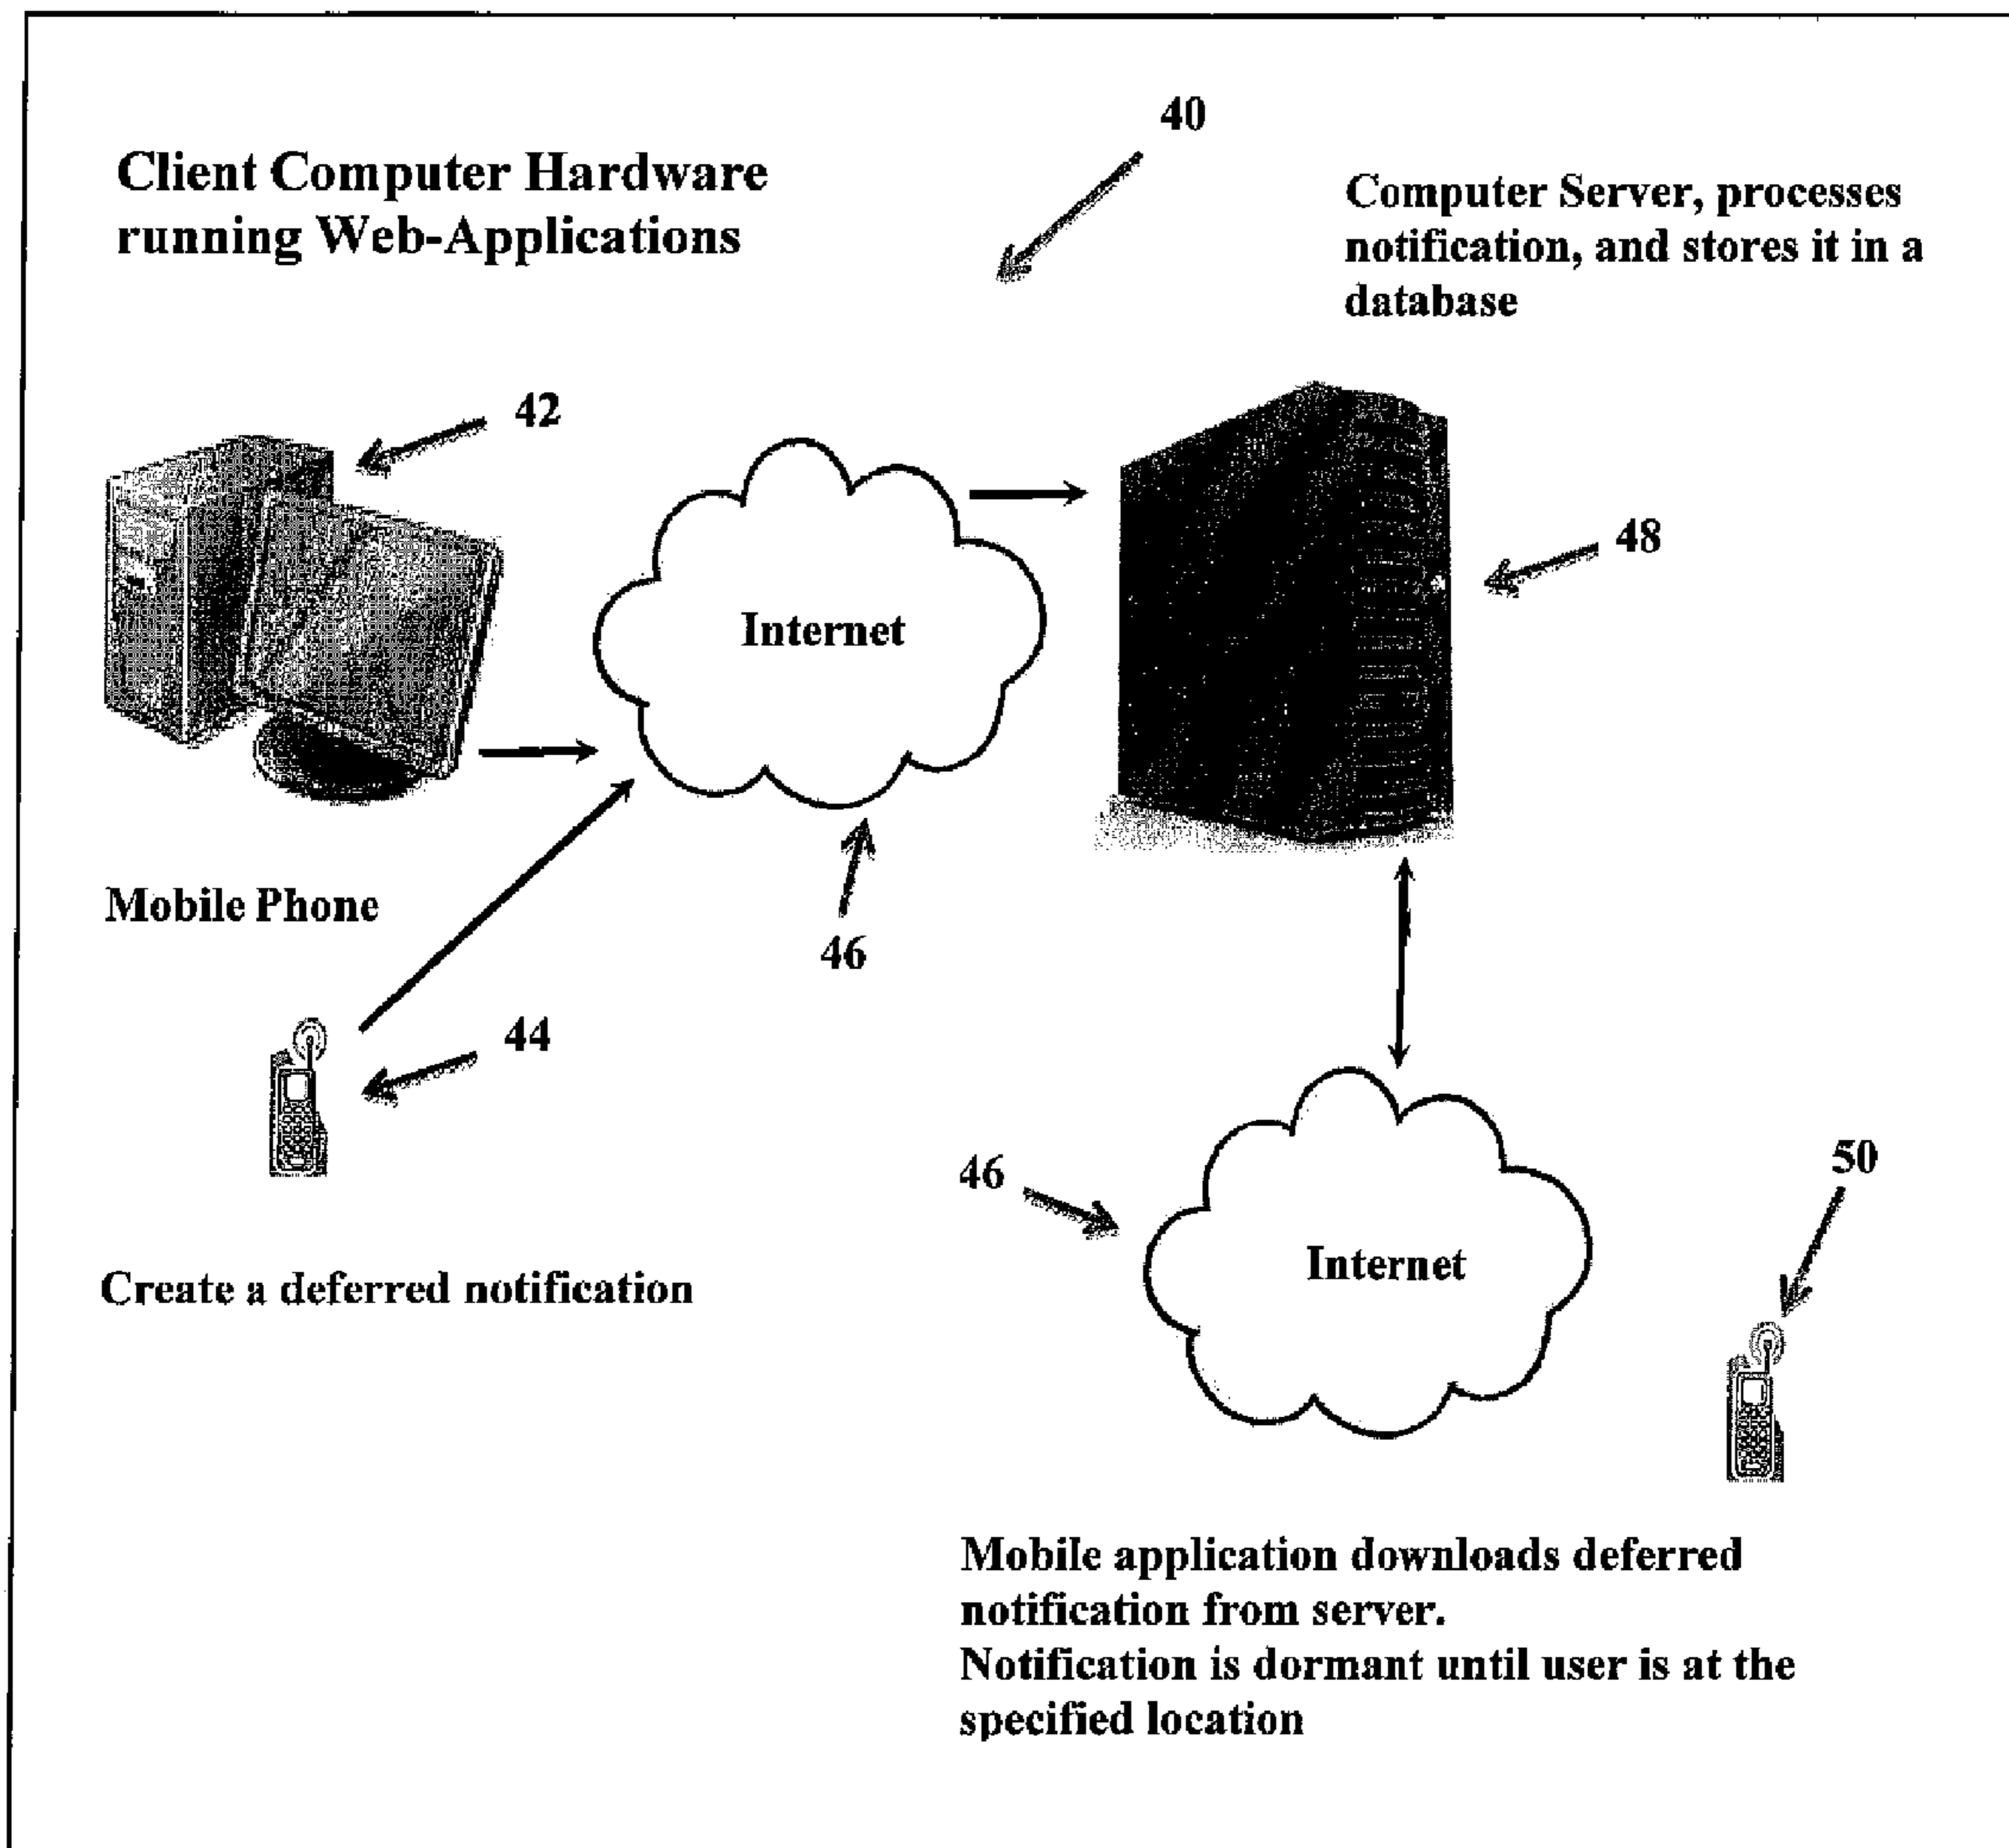 40
Client Computer Hardware
running Web-Applications
Computer Server, processes
notification, and stores it in a
database
42
48
Internet
Mobile Phone
46
44
46
50
Internet
Create a deferred notification
Mobile application downloads deferred
notification from server.
Notification is dormant until user is at the
specified location